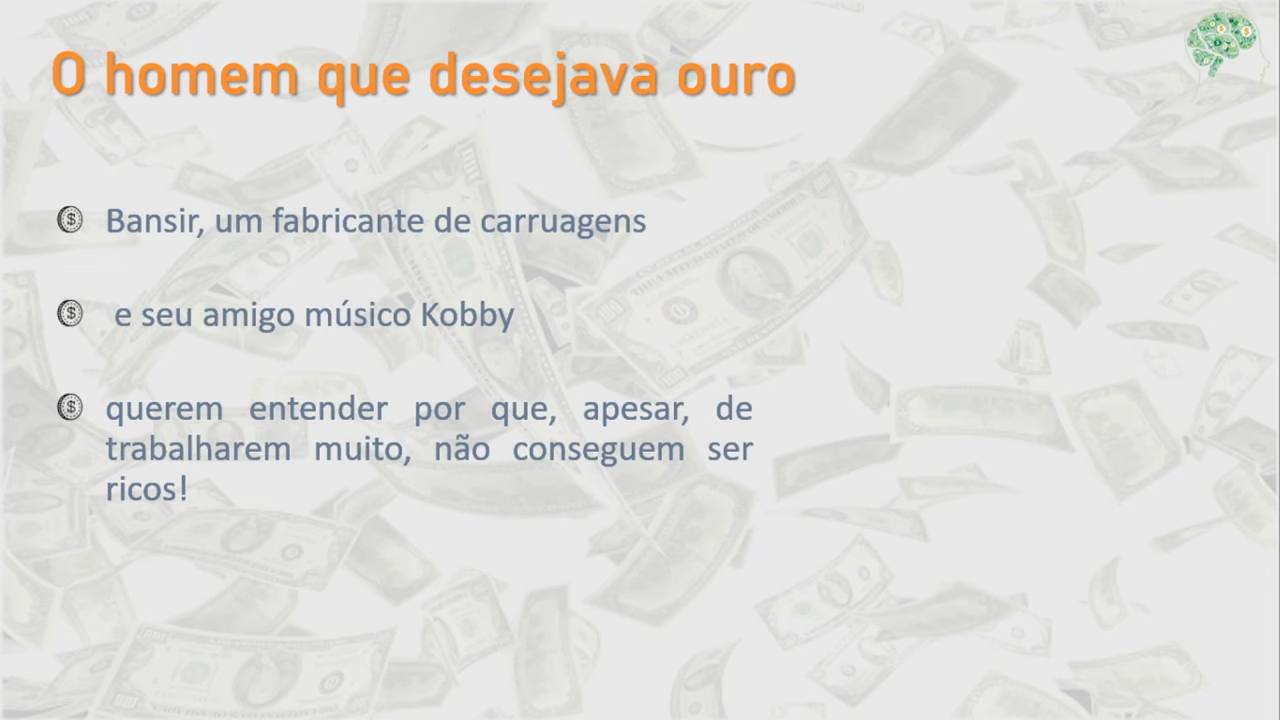 O homem que desejava ouro
Bansir, um fabricante de carruagens
e seu amigo músico Kobby
querem entender por que, apesar, de
trabalharem muito, não conseguem ser
ricos!